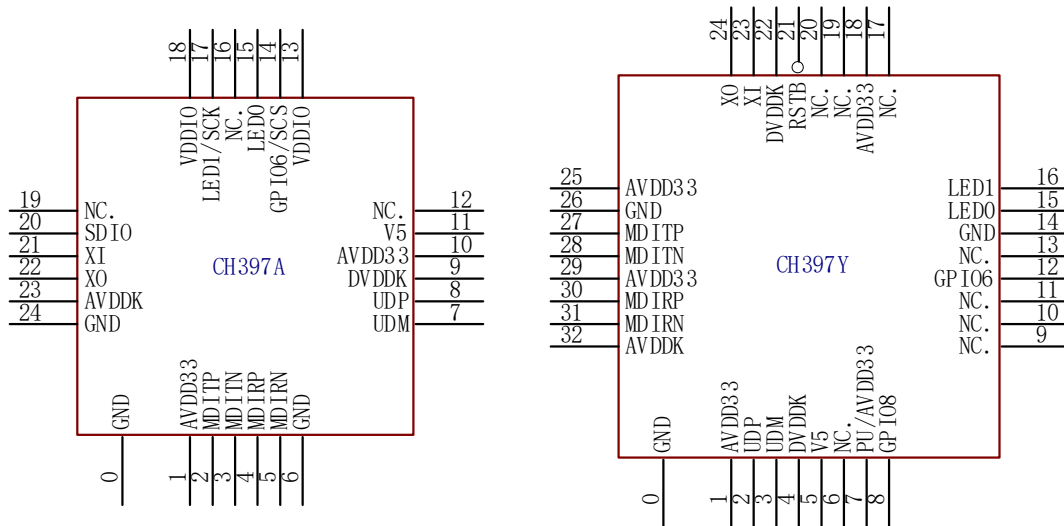 18 17 16 15 14 13
VDDIO LED1/SCK NC. LED0 GPIO6/SCS VDDIO
19 NC.
20 SDIO
21 XI
22 XO
23 AVDDK
24 GND
CH397A
NC. 12
V5 11
AVDD33 10
DVDDK 9
UDP 8
UDM 7
GND AVDD33 MDITP MDITN MDIRP MDIRN GND
0 1 2 3 4 5 6
24 23 22 21 20 19 18 17
XO XI DVDDK RSTB NC. NC. AVDD33 NC.
25 AVDD33
26 GND
27 MDITP
28 MDITN
29 AVDD33
30 MDIRP
31 MDIRN
32 AVDDK
CH397Y
LED1 16
LED0 15
GND 14
NC. 13
GPIO6 12
NC. 11
NC. 10
NC. 9
GND AVDD33 UDP UDM DVDDK V5 NC. PU/AVDD33 GPIO8
0 1 2 3 4 5 6 7 8